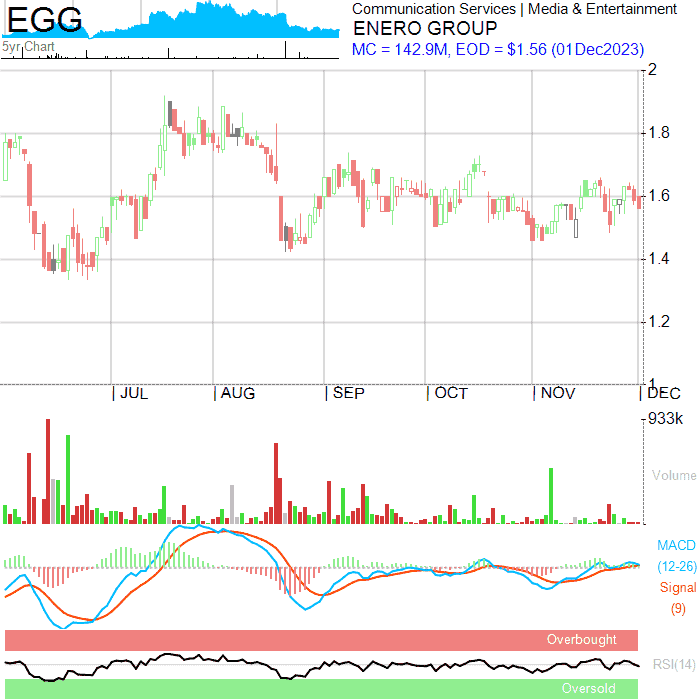 EGG
5yr Chart
Communication Services | Media & Entertainment
ENERO GROUP
MC = 142.9M, EOD = $1.56 (01Dec2023)
2
1.8
1.6
1.4
1.2
1
JUL AUG SEP OCT NOV DEC
933k
Volume
MACD
(12-26)
Signal
(9)
Overbought
RSI(14)
Oversold